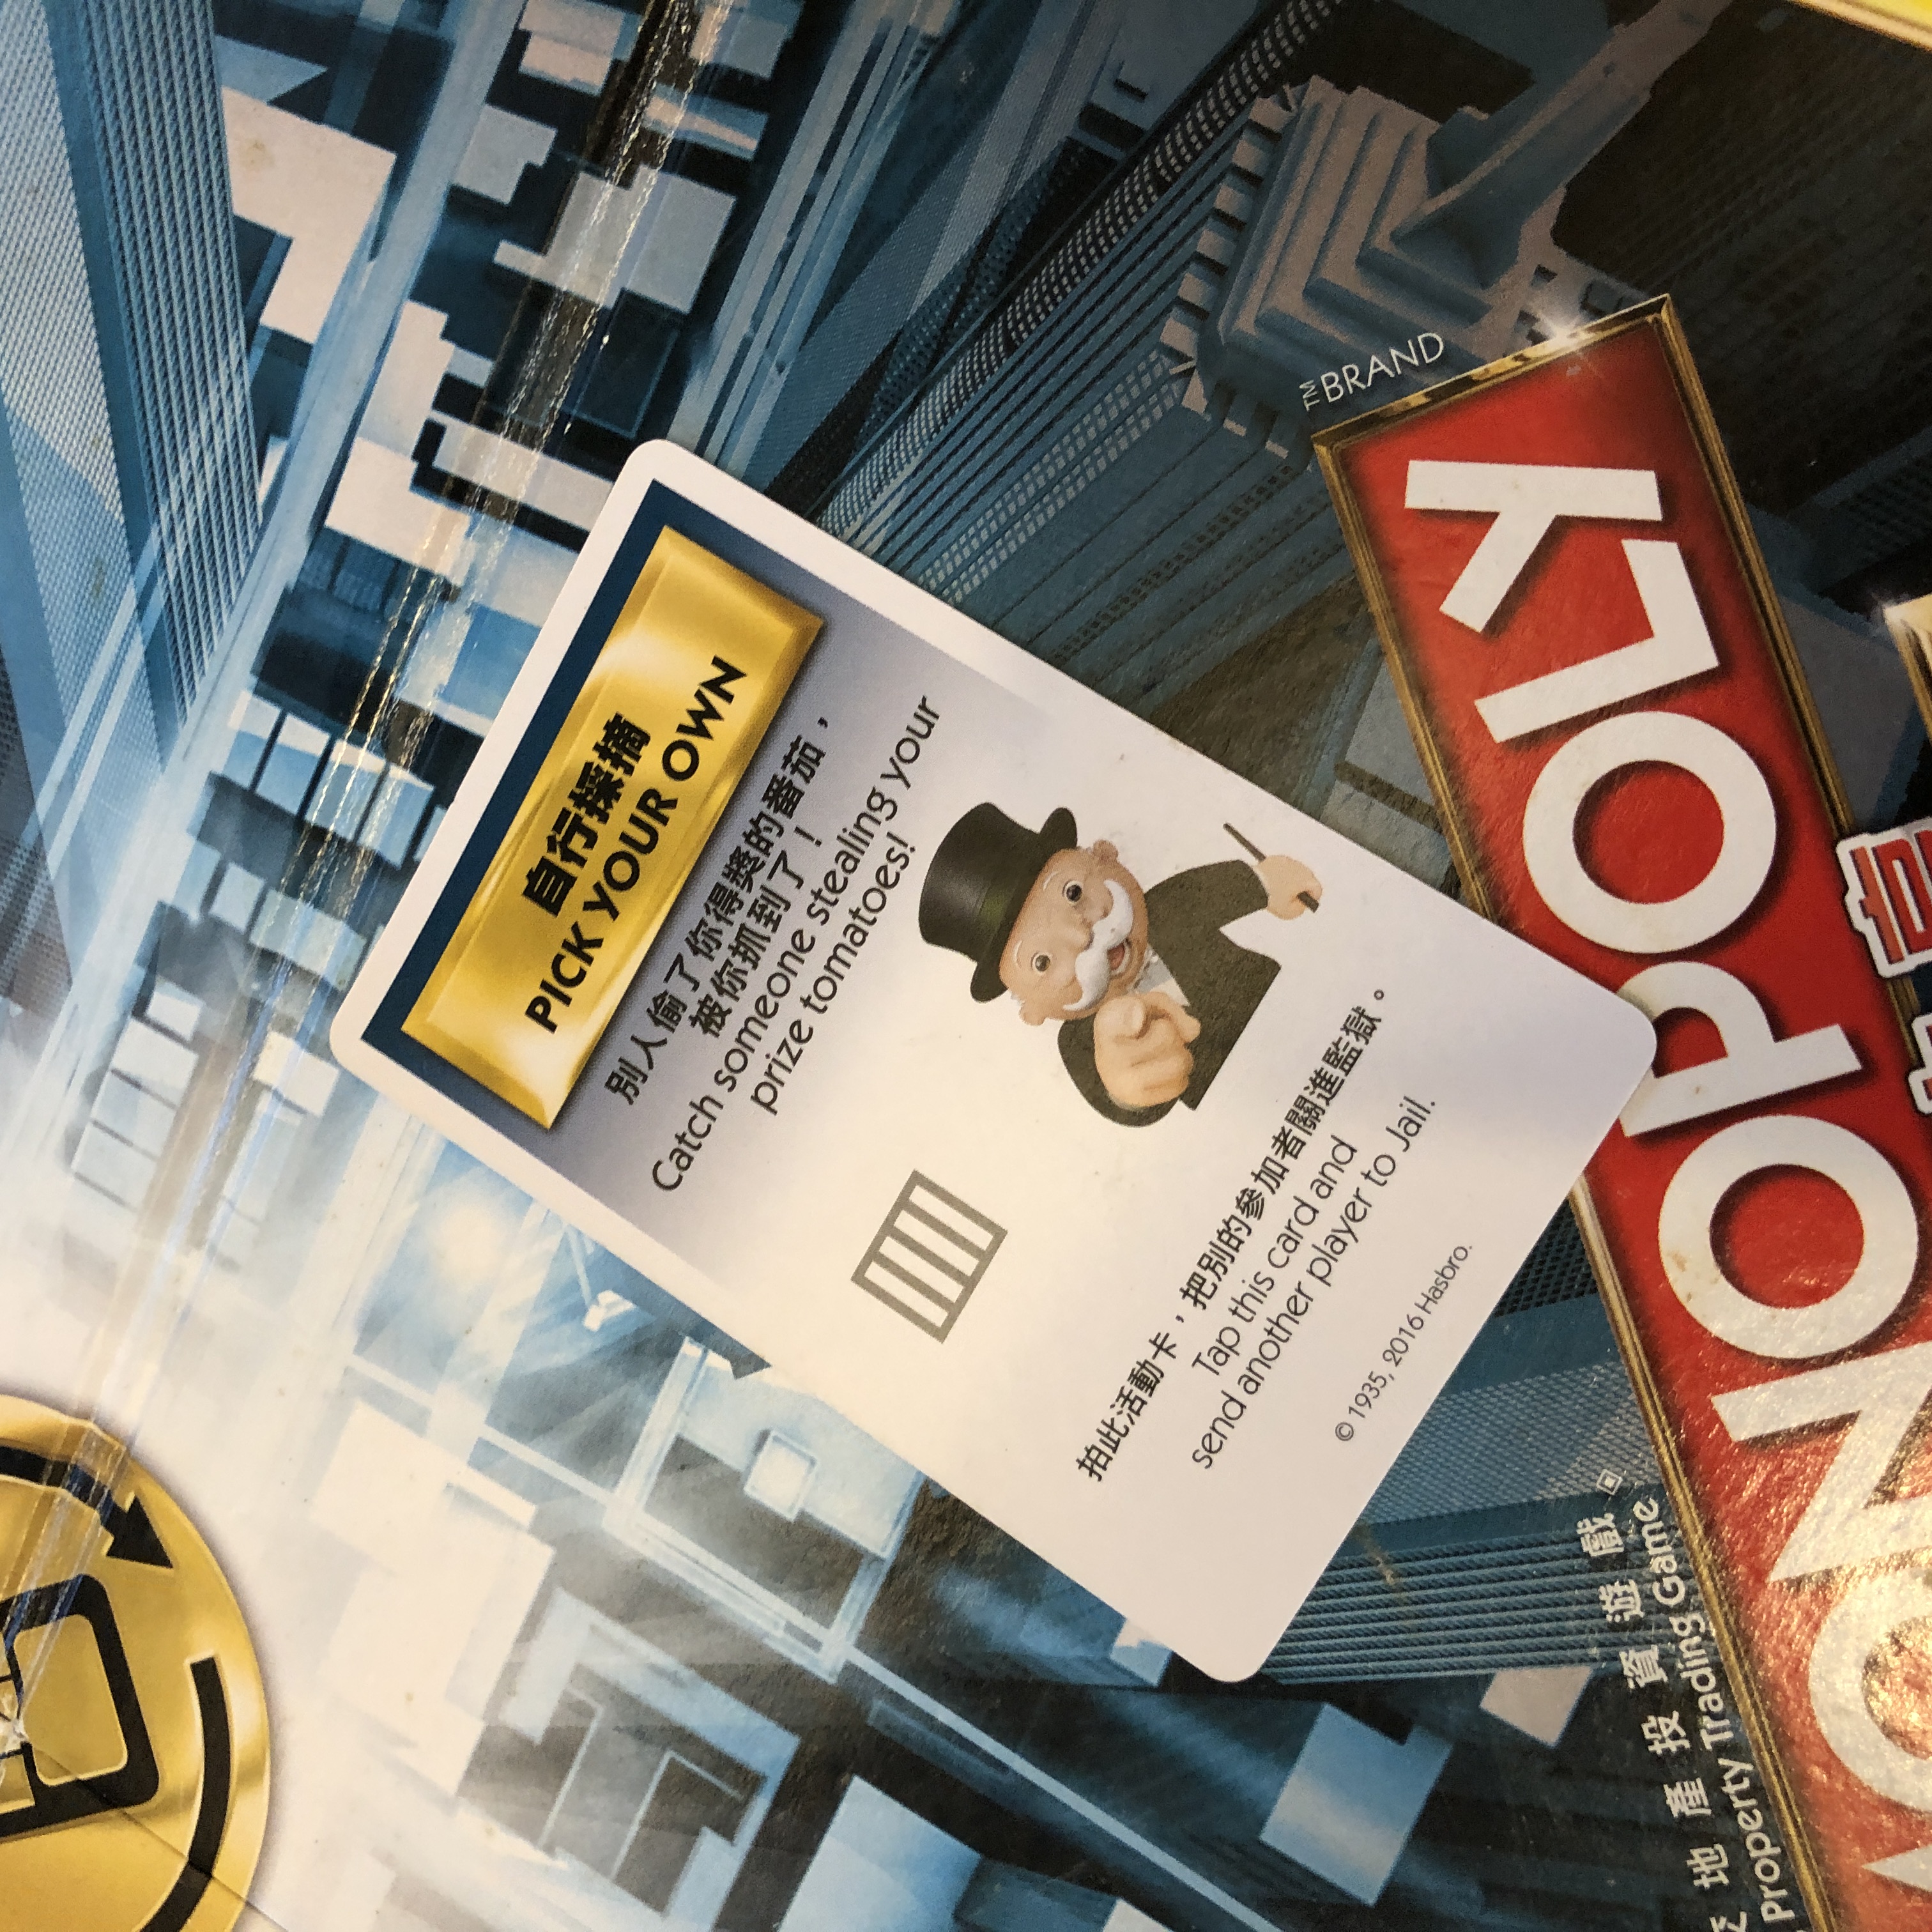 自行採摘
PICK YOUR OWN
別人偷了你得獎的番茄，
被你抓到了！
Catch someone stealing your
prize tomatoes!
拍此活動卡，把別的參加者關進監獄。
Tap this card and
send another player to Jail.
© 1935, 2016 Hasbro.
交地產投資遊戲。
Property Trading Game
TM BRAND
MONOPOLY